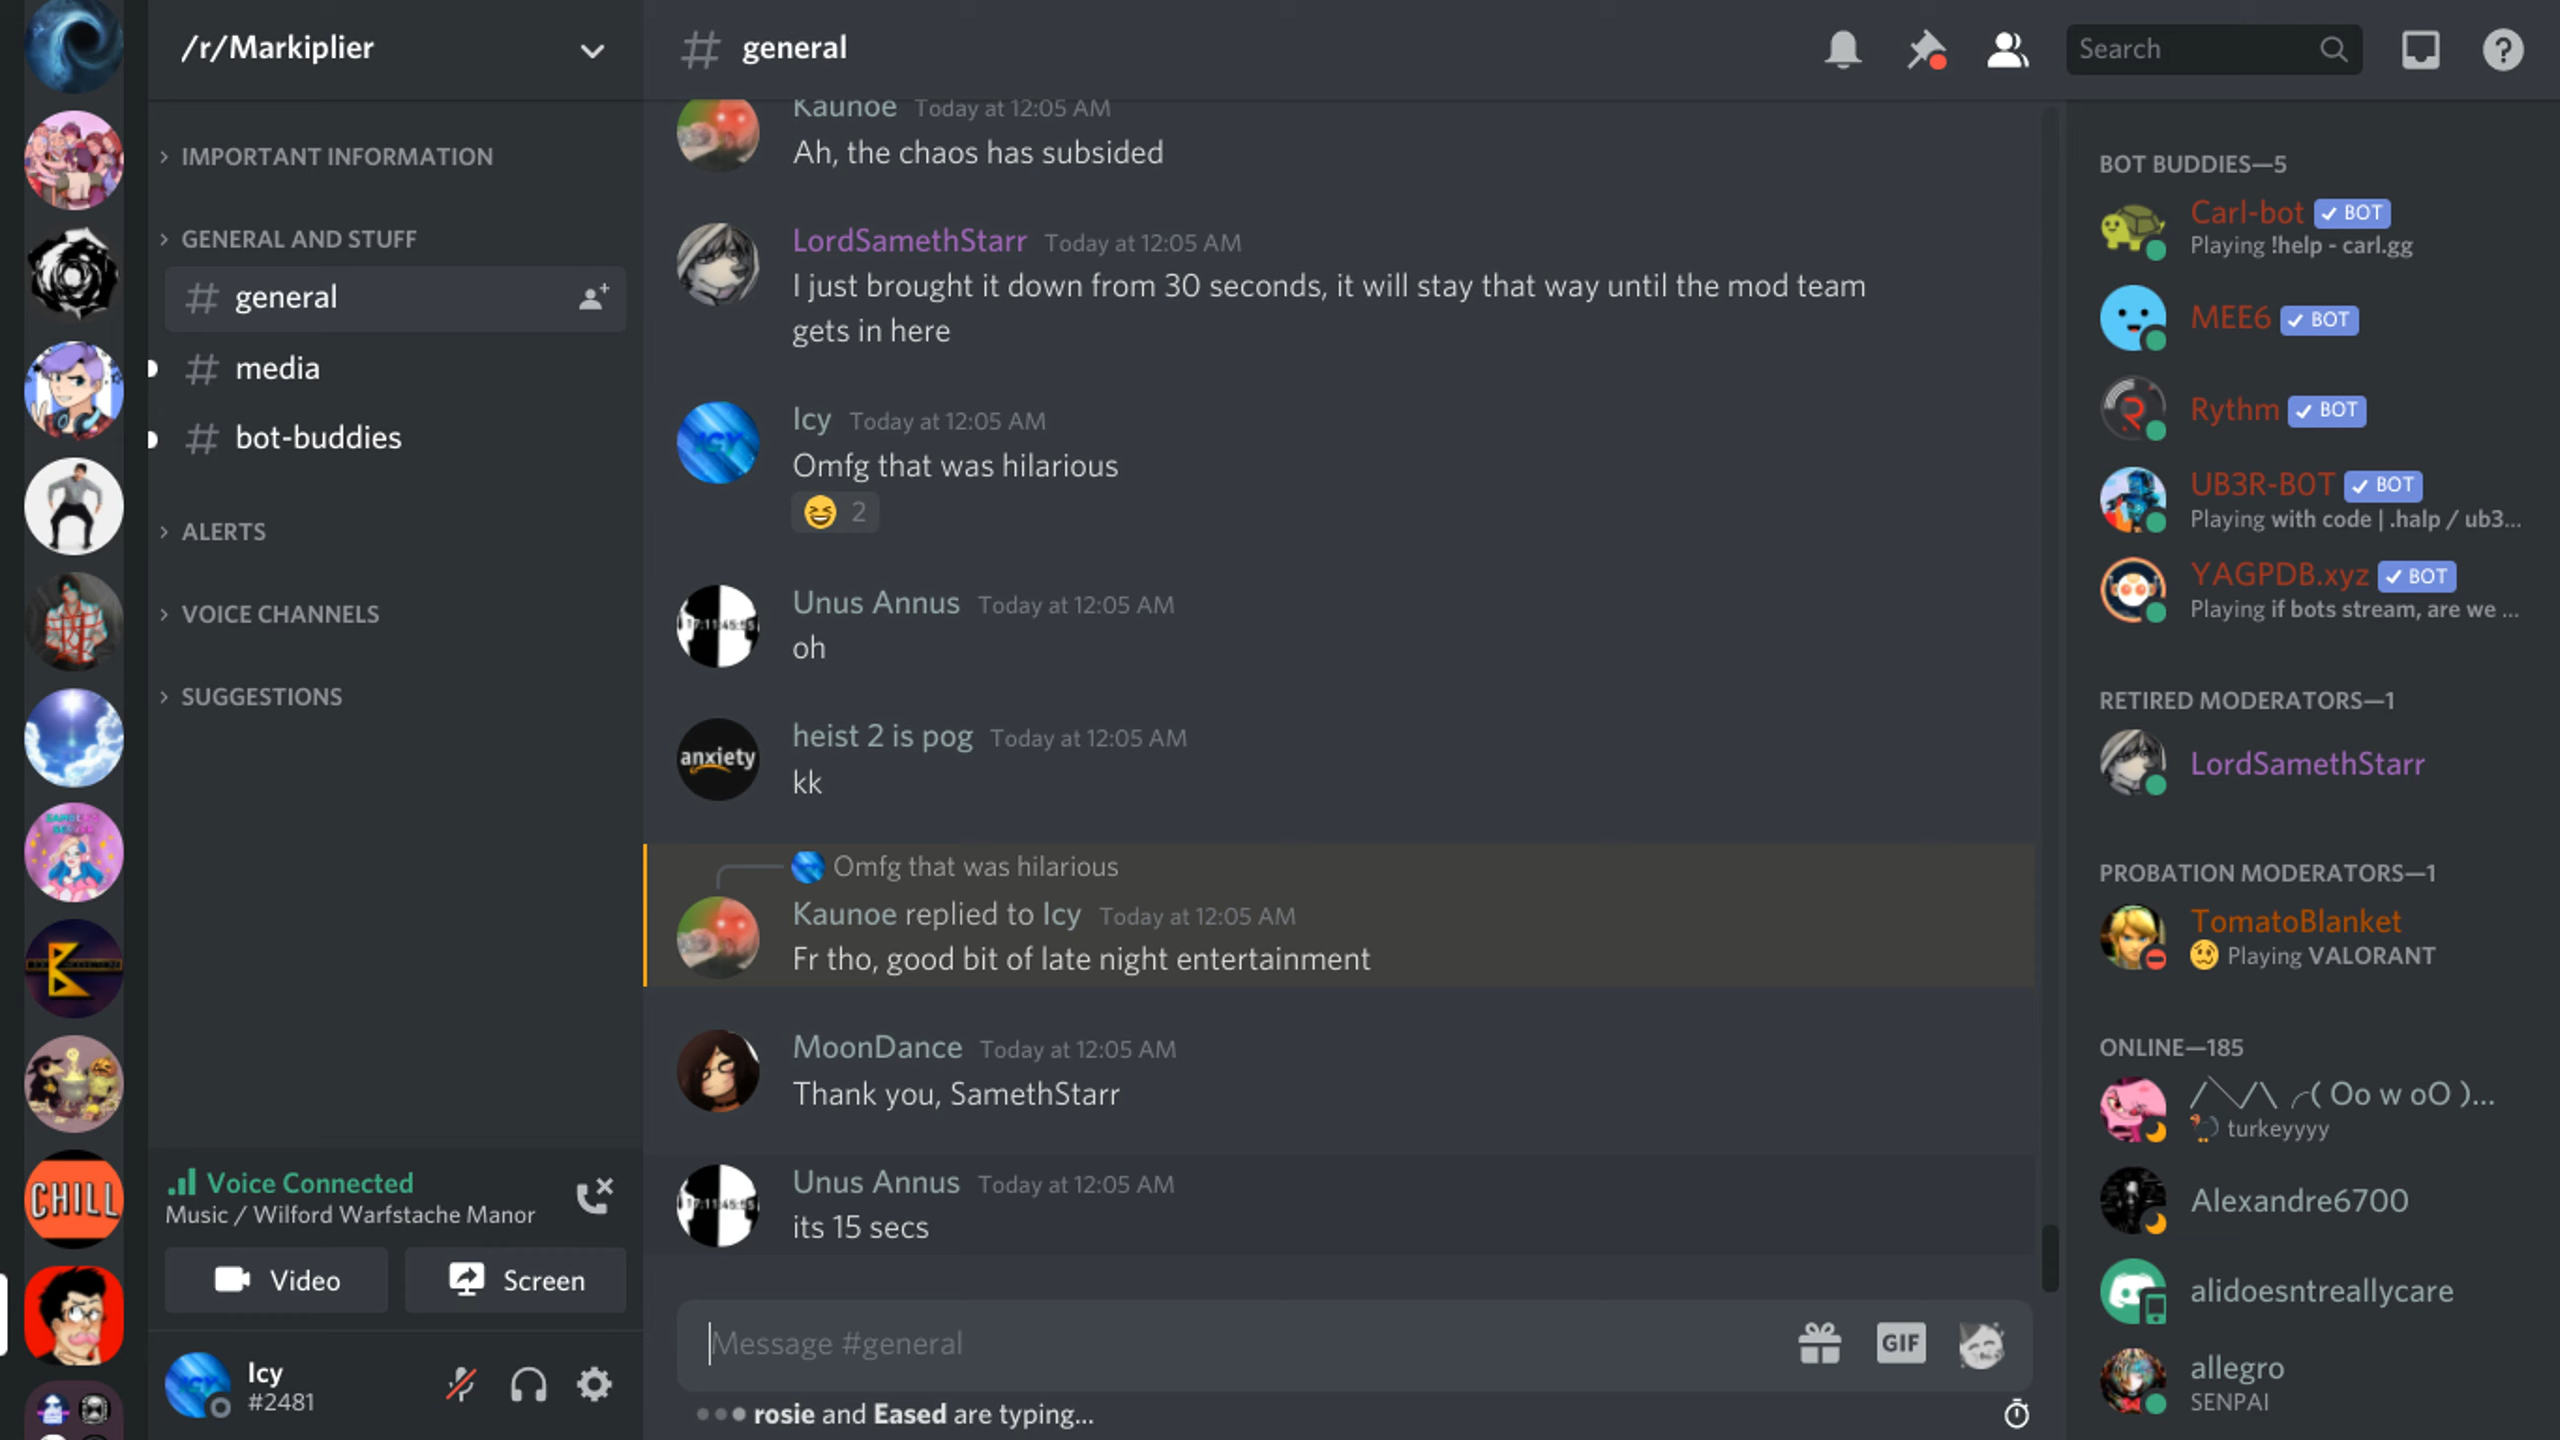 /r/Markiplier
IMPORTANT INFORMATION
GENERAL AND STUFF
general
media
bot-buddies
ALERTS
VOICE CHANNELS
SUGGESTIONS
CHILL
Voice Connected
Music / Wilford Warfstache Manor
Video
Screen
Icy
#2481
# general
Search
Kaunoe Today at 12:05 AM
Ah, the chaos has subsided
LordSamethStarr Today at 12:05 AM
I just brought it down from 30 seconds, it will stay that way until the mod team
gets in here
Icy Today at 12:05 AM
Omfg that was hilarious
😆 2
Unus Annus Today at 12:05 AM
oh
heist 2 is pog Today at 12:05 AM
anxiety
kk
Omfg that was hilarious
Kaunoe replied to Icy Today at 12:05 AM
Fr tho, good bit of late night entertainment
MoonDance Today at 12:05 AM
Thank you, SamethStarr
Unus Annus Today at 12:05 AM
its 15 secs
Message #general
GIF
rosie and Eased are typing...
BOT BUDDIES—5
Carl-bot ✓ BOT
Playing !help - carl.gg
MEE6 ✓ BOT
Rythm ✓ BOT
UB3R-B0T ✓ BOT
Playing with code | .halp / ub3...
YAGPDB.xyz ✓ BOT
Playing if bots stream, are we ...
RETIRED MODERATORS—1
LordSamethStarr
PROBATION MODERATORS—1
TomatoBlanket
🥴 Playing VALORANT
ONLINE—185
/╲/\ ╭( Oo w oO )...
🦃 turkeyyyy
Alexandre6700
alidoesntreallycare
allegro
SENPAI